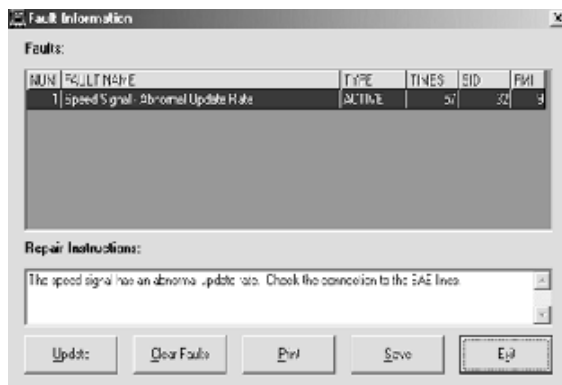 Fault Information
Faults:
NUM FAULT NAME TYPE TIMES SID FMI
1 Speed Signal - Abnormal Update Rate ACTIVE 57 32 9
Repair Instructions:
The speed signal has an abnormal update rate. Check the connection to the SAE lines.
Update Clear Faults Print Save Exit